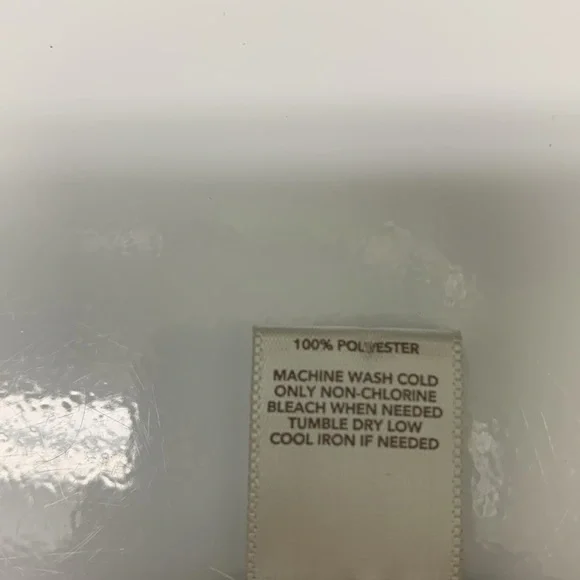 100% POLYESTER
MACHINE WASH COLD
ONLY NON-CHLORINE
BLEACH WHEN NEEDED
TUMBLE DRY LOW
COOL IRON IF NEEDED